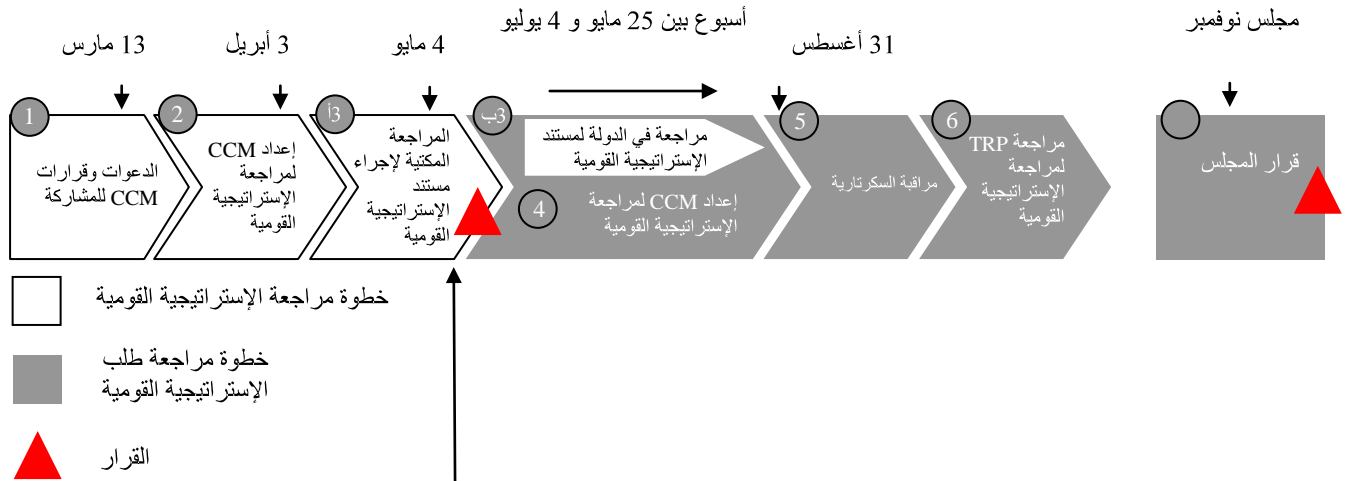 13 مارس
3 أبريل
4 مايو
أسبوع بين 25 مايو و 4 يوليو
31 أغسطس
مجلس نوفمبر
1
الدعوات وقرارات
CCM للمشاركة
2
إعداد CCM
لمراجعة
الإستراتيجية
القومية
3أ
المراجعة
المكتبية لإجراء
مستند
الإستراتيجية
القومية
3ب
مراجعة في الدولة لمستند
الإستراتيجية القومية
4
إعداد CCM لمراجعة
الإستراتيجية القومية
5
مراقبة السكرتارية
6
مراجعة TRP
لمراجعة
الإستراتيجية
القومية
قرار المجلس
خطوة مراجعة الإستراتيجية القومية
خطوة مراجعة طلب
الإستراتيجية القومية
القرار